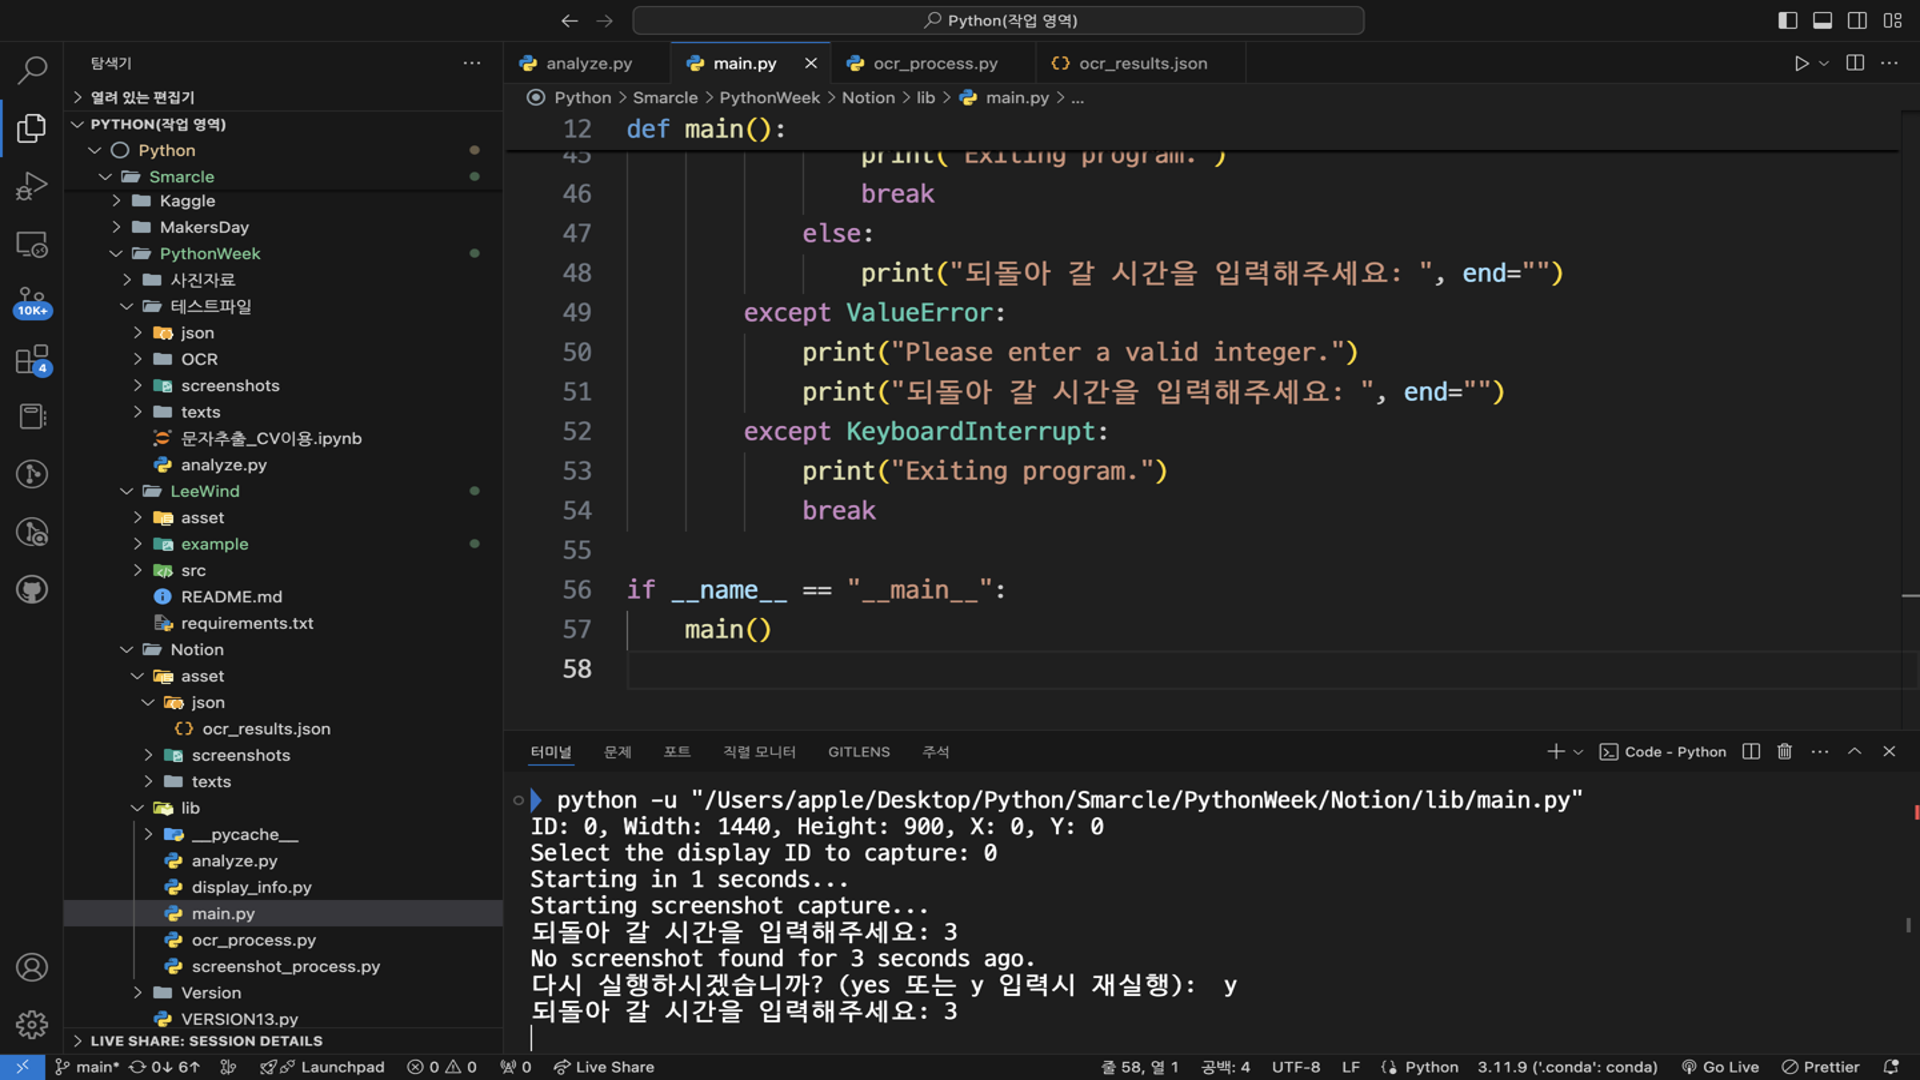 Python(작업 영역)
탐색기
열려 있는 편집기
PYTHON(작업 영역)
Python
Smarcle
Kaggle
MakersDay
PythonWeek
사진자료
테스트파일
json
OCR
screenshots
texts
문자추출_CV이용.ipynb
analyze.py
LeeWind
asset
example
src
README.md
requirements.txt
Notion
asset
json
ocr_results.json
screenshots
texts
lib
__pycache__
analyze.py
display_info.py
main.py
ocr_process.py
screenshot_process.py
Version
VERSION13.py
LIVE SHARE: SESSION DETAILS
10K+
4
analyze.py main.py ocr_process.py ocr_results.json
Python > Smarcle > PythonWeek > Notion > lib > main.py > ...
12 def main():
45 print("Exiting program.")
46 break
47 else:
48 print("되돌아 갈 시간을 입력해주세요: ", end="")
49 except ValueError:
50 print("Please enter a valid integer.")
51 print("되돌아 갈 시간을 입력해주세요: ", end="")
52 except KeyboardInterrupt:
53 print("Exiting program.")
54 break
55
56 if __name__ == "__main__":
57 main()
58
터미널 문제 포트 직렬 모니터 GITLENS 주석
Code - Python
python -u "/Users/apple/Desktop/Python/Smarcle/PythonWeek/Notion/lib/main.py"
ID: 0, Width: 1440, Height: 900, X: 0, Y: 0
Select the display ID to capture: 0
Starting in 1 seconds...
Starting screenshot capture...
되돌아 갈 시간을 입력해주세요: 3
No screenshot found for 3 seconds ago.
다시 실행하시겠습니까? (yes 또는 y 입력시 재실행):  y
되돌아 갈 시간을 입력해주세요: 3
main* 0↓ 6↑ Launchpad 0 0 0 Live Share 줄 58, 열 1 공백: 4 UTF-8 LF Python 3.11.9 ('.conda': conda) Go Live Prettier